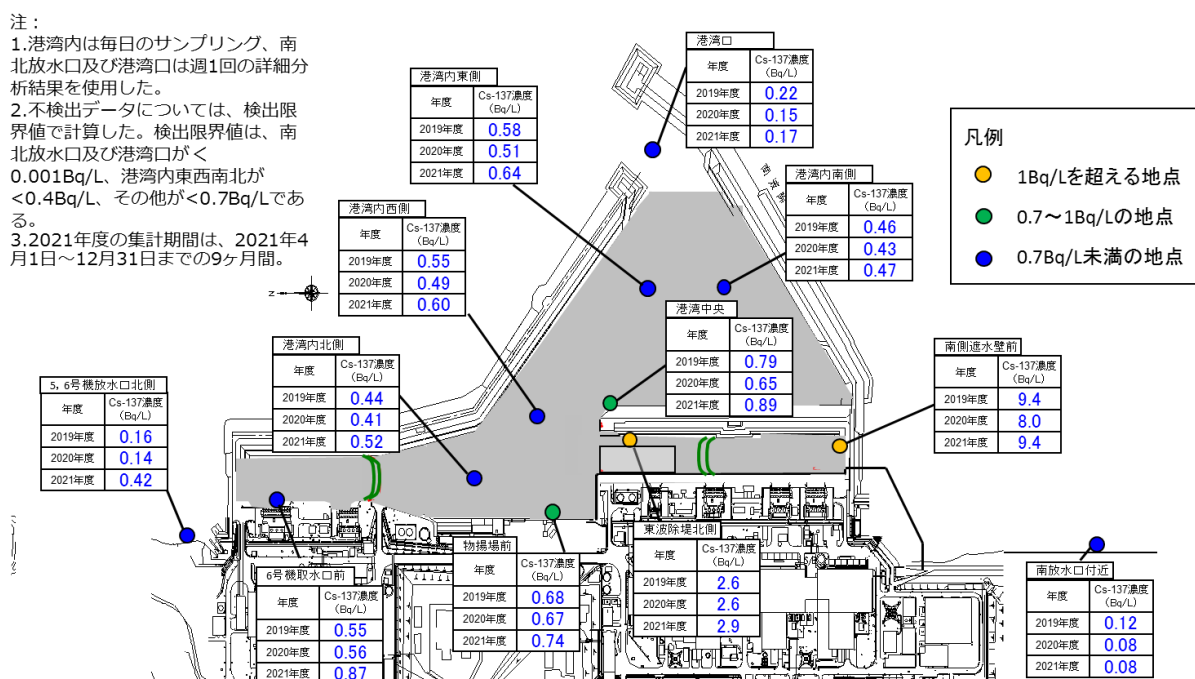 注：
1.港湾内は毎日のサンプリング、南
北放水口及び港湾口は週1回の詳細分
析結果を使用した。
2.不検出データについては、検出限
界値で計算した。検出限界値は、南
北放水口及び港湾口が＜
0.001Bq/L、港湾内東西南北が
<0.4Bq/L、その他が<0.7Bq/Lであ
る。
3.2021年度の集計期間は、2021年4
月1日～12月31日までの9ヶ月間。
港湾口
年度 Cs-137濃度
(Bq/L)
2019年度 0.22
2020年度 0.15
2021年度 0.17
港湾内東側
年度 Cs-137濃度
(Bq/L)
2019年度 0.58
2020年度 0.51
2021年度 0.64
凡例
1Bq/Lを超える地点
0.7～1Bq/Lの地点
0.7Bq/L未満の地点
港湾内南側
年度 Cs-137濃度
(Bq/L)
2019年度 0.46
2020年度 0.43
2021年度 0.47
港湾内西側
年度 Cs-137濃度
(Bq/L)
2019年度 0.55
2020年度 0.49
2021年度 0.60
Z
港湾中央
年度 Cs-137濃度
(Bq/L)
2019年度 0.79
2020年度 0.65
2021年度 0.89
港湾内北側
年度 Cs-137濃度
(Bq/L)
2019年度 0.44
2020年度 0.41
2021年度 0.52
南側遮水壁前
年度 Cs-137濃度
(Bq/L)
2019年度 9.4
2020年度 8.0
2021年度 9.4
5, 6号機放水口北側
年度 Cs-137濃度
(Bq/L)
2019年度 0.16
2020年度 0.14
2021年度 0.42
東波除堤北側
年度 Cs-137濃度
(Bq/L)
2019年度 2.6
2020年度 2.6
2021年度 2.9
物揚場前
年度 Cs-137濃度
(Bq/L)
2019年度 0.68
2020年度 0.67
2021年度 0.74
6号機取水口前
年度 Cs-137濃度
(Bq/L)
2019年度 0.55
2020年度 0.56
2021年度 0.87
南放水口付近
年度 Cs-137濃度
(Bq/L)
2019年度 0.12
2020年度 0.08
2021年度 0.08